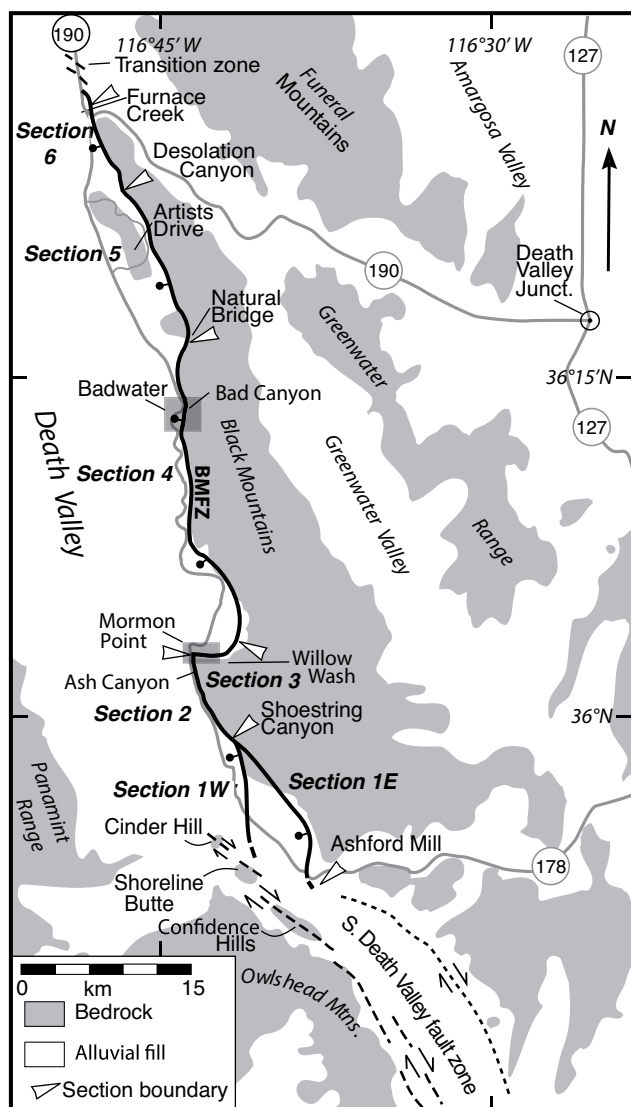 190
116°45' W
116°30' W
127
Transition zone
Furnace
Creek
Funeral
Mountains
Amargosa Valley
N
Section
6
Desolation
Canyon
Artists
Drive
Section 5
190
Death
Valley
Junct.
Natural
Bridge
Greenwater
36°15' N
Badwater
Bad Canyon
127
Death Valley
Section 4
BMFZ
Black Mountains
Greenwater Valley
Range
Mormon
Point
Willow
Wash
Ash Canyon
Section 3
Section 2
Shoestring
Canyon
36°N
Panamint
Range
Section 1W
Section 1E
Cinder Hill
Ashford Mill
178
Shoreline
Butte
Confidence
Hills
S. Death Valley fault zone
Owlshead Mtns.
0 km 15
Bedrock
Alluvial fill
Section boundary